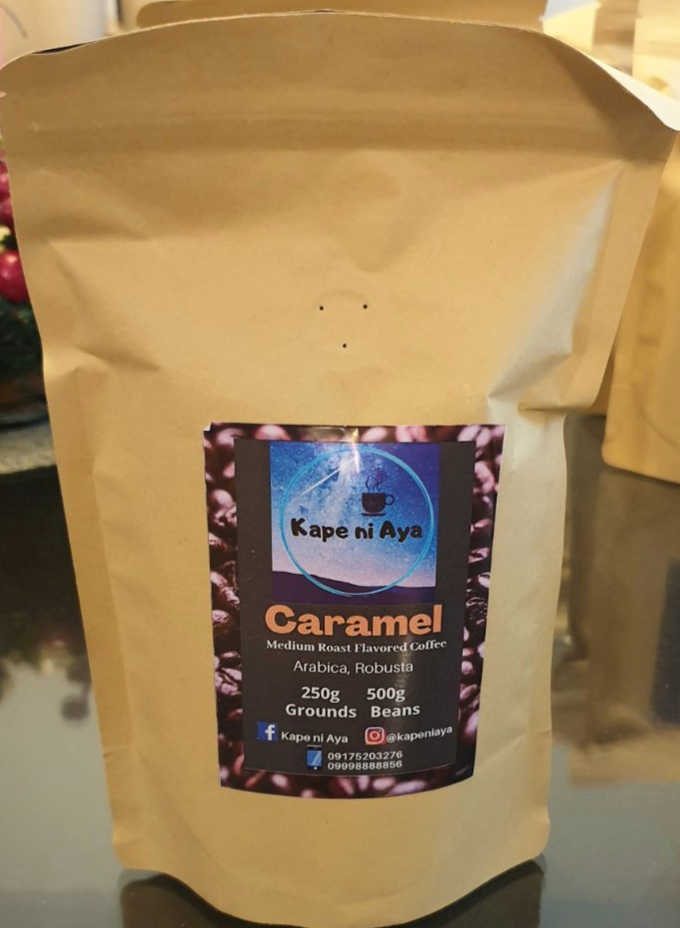 Kape ni Aya
Caramel
Medium Roast Flavored Coffee
Arabica, Robusta
250g 500g
Grounds Beans
Kape ni Aya @kapeniaya
09175203276
09998888856